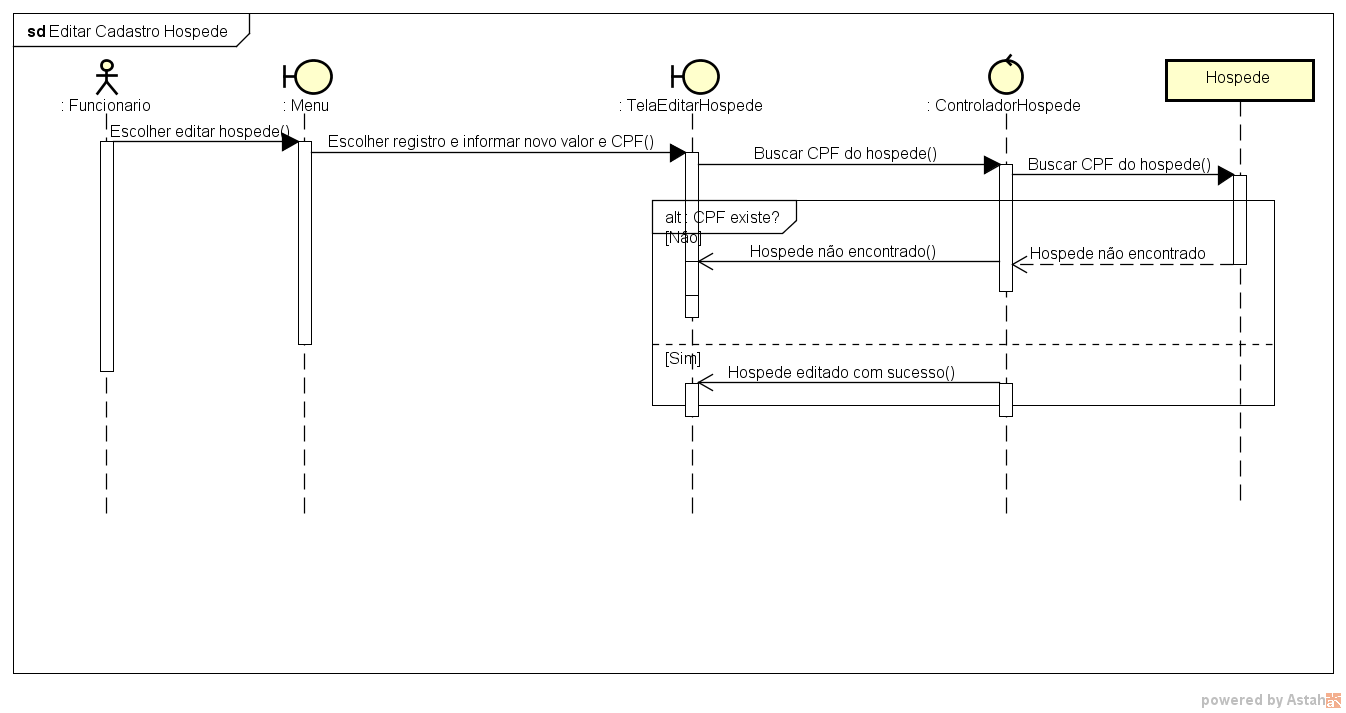 sd Editar Cadastro Hospede
: Funcionario
: Menu
: TelaEditarHospede
: ControladorHospede
Hospede
Escolher editar hospede()
Escolher registro e informar novo valor e CPF()
Buscar CPF do hospede()
Buscar CPF do hospede()
alt : CPF existe?
[Não]
Hospede não encontrado()
Hospede não encontrado
[Sim]
Hospede editado com sucesso()
powered by Astah